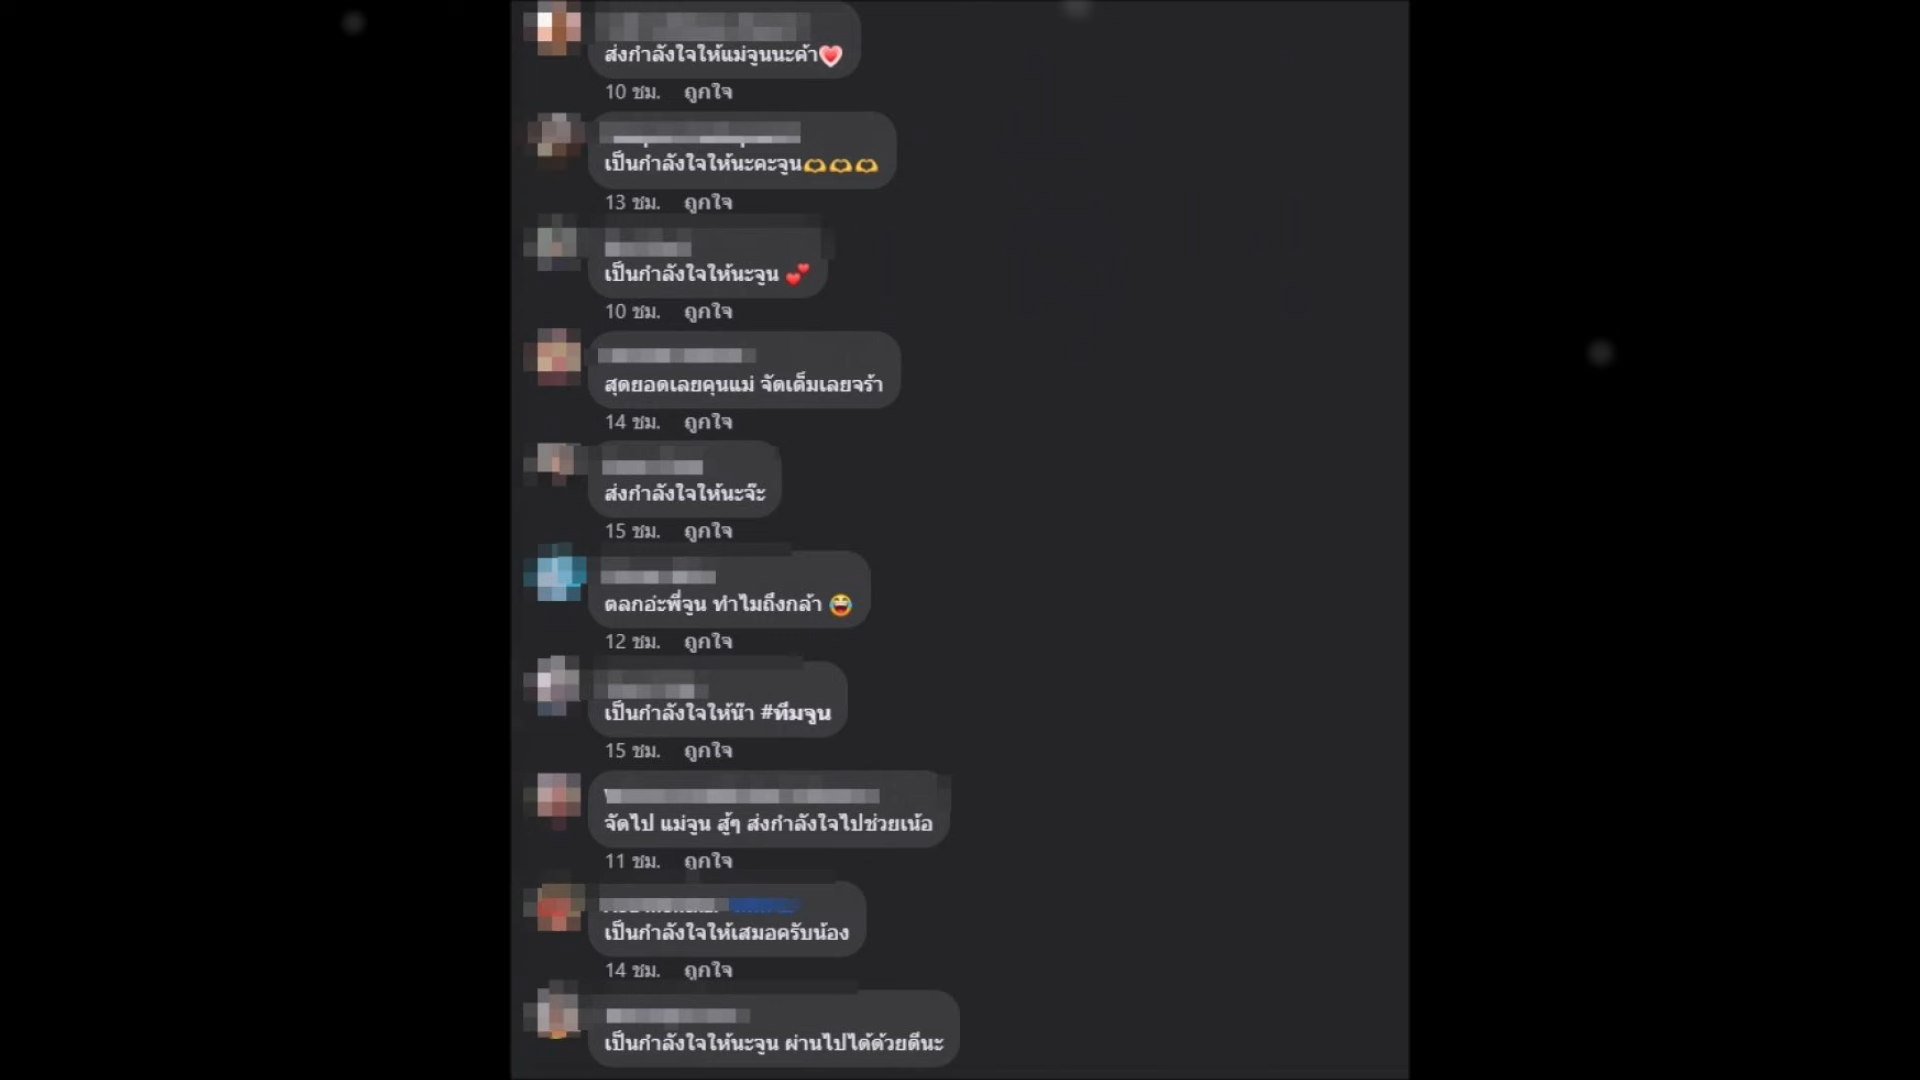 ส่งกำลังใจให้แม่จูนนะค้า❤️
10 ชม. ถูกใจ
เป็นกำลังใจให้นะคะจูน🫶🫶🫶
13 ชม. ถูกใจ
เป็นกำลังใจให้นะจูน 💕
10 ชม. ถูกใจ
สุดยอดเลยคุนแม่ จัดเต็มเลยจร้า
14 ชม. ถูกใจ
ส่งกำลังใจให้นะจ๊ะ
15 ชม. ถูกใจ
ตลกอ่ะพี่จูน ทำไมถึงกล้า 😂
12 ชม. ถูกใจ
เป็นกำลังใจให้น๊า #ทีมจูน
15 ชม. ถูกใจ
จัดไป แม่จูน สู้ๆ ส่งกำลังใจไปช่วยเน้อ
11 ชม. ถูกใจ
เป็นกำลังใจให้เสมอครับน้อง
14 ชม. ถูกใจ
เป็นกำลังใจให้นะจูน ผ่านไปได้ด้วยดีนะ